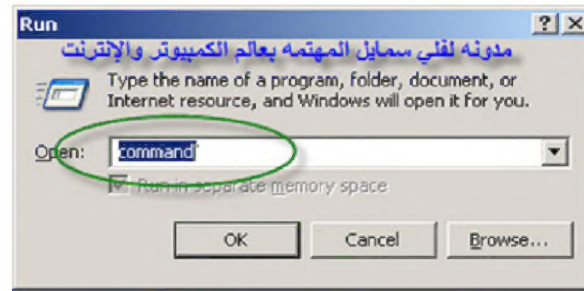 Run
مدونه لفلي سمايل المهتمه بعالم الكمبيوتر والإنترنت
Type the name of a program, folder, document, or
Internet resource, and Windows will open it for you.
Open: command
Run in separate memory space
OK Cancel Browse...